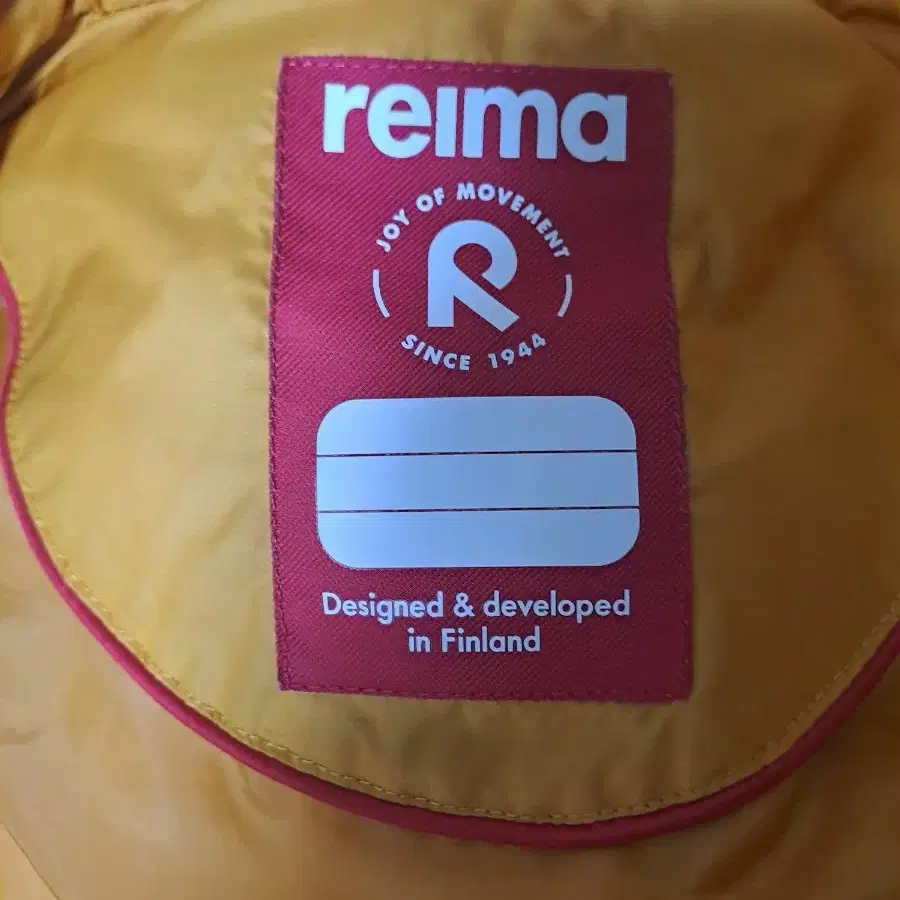 reima
JOY OF MOVEMENT
R
SINCE 1944
Designed & developed
in Finland